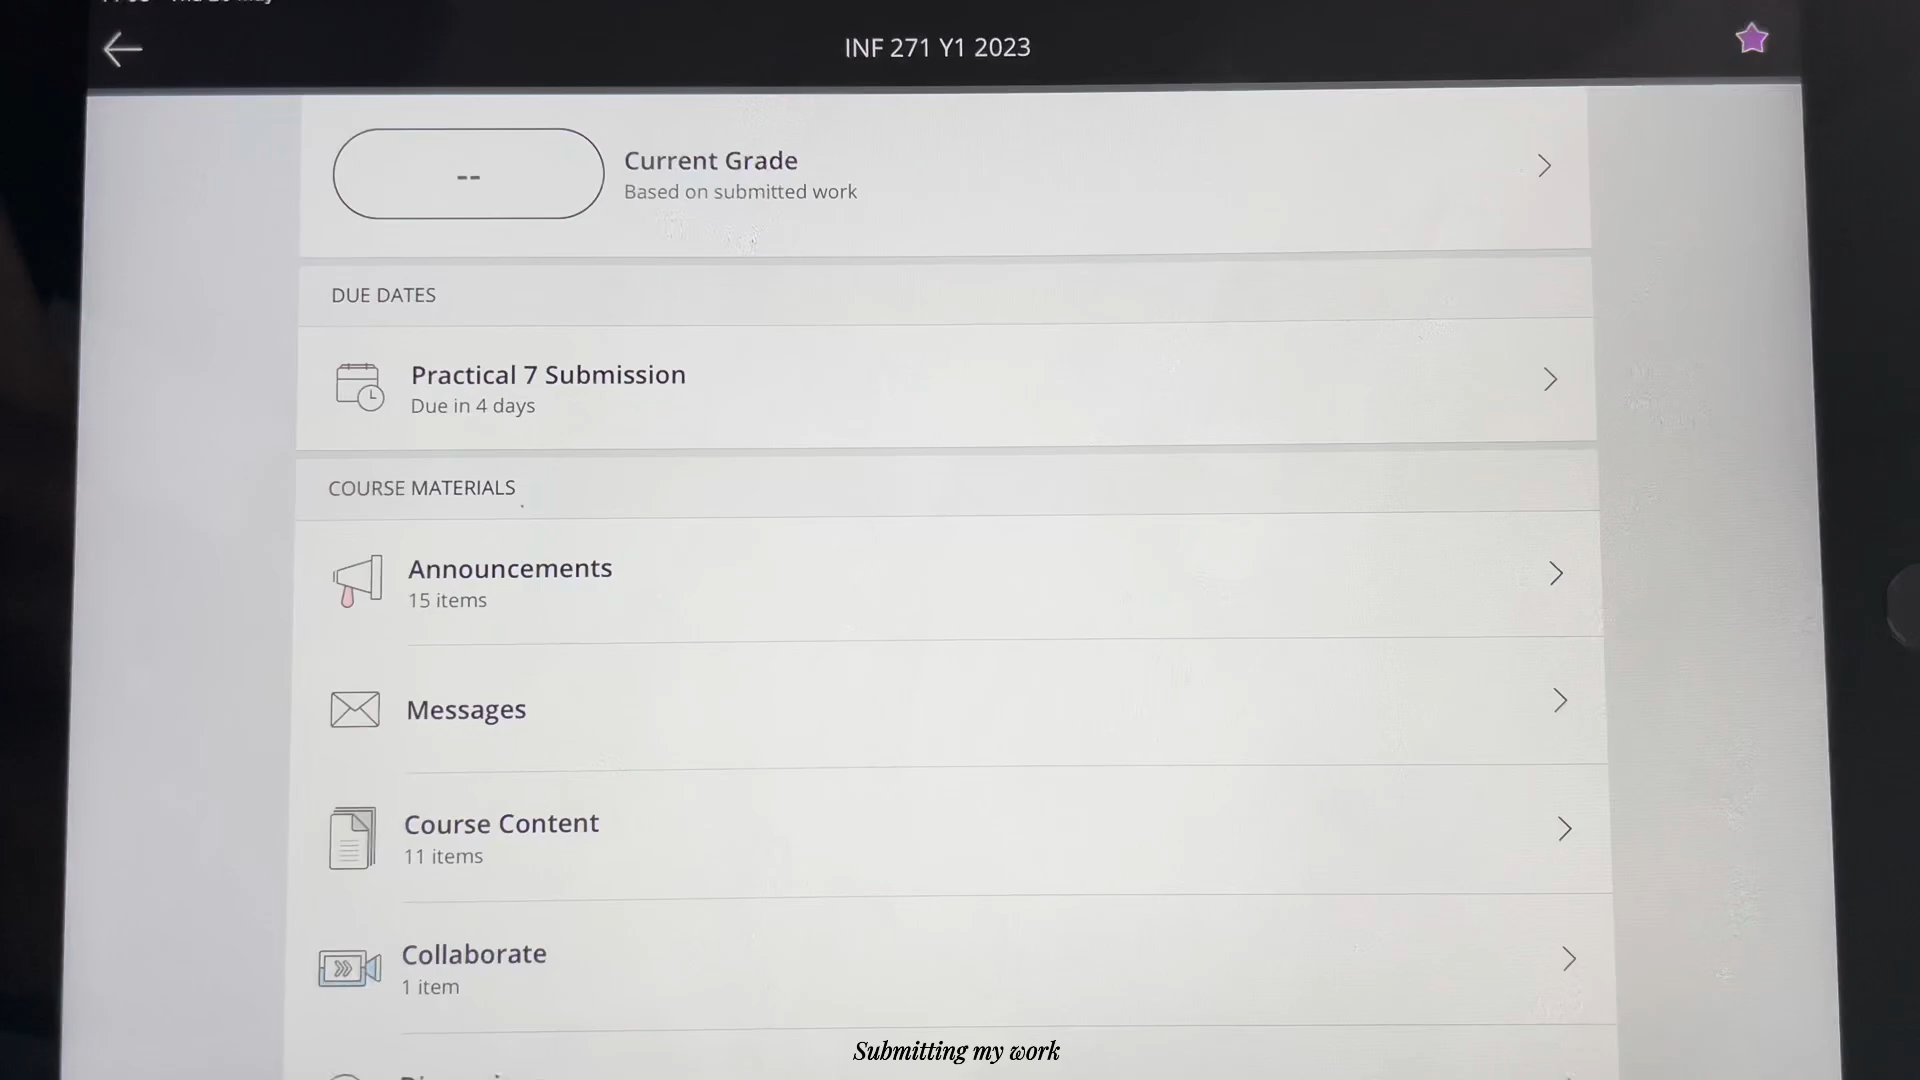 INF 271 Y1 2023
--
Current Grade
Based on submitted work
DUE DATES
Practical 7 Submission
Due in 4 days
COURSE MATERIALS
Announcements
15 items
Messages
Course Content
11 items
Collaborate
1 item
Submitting my work